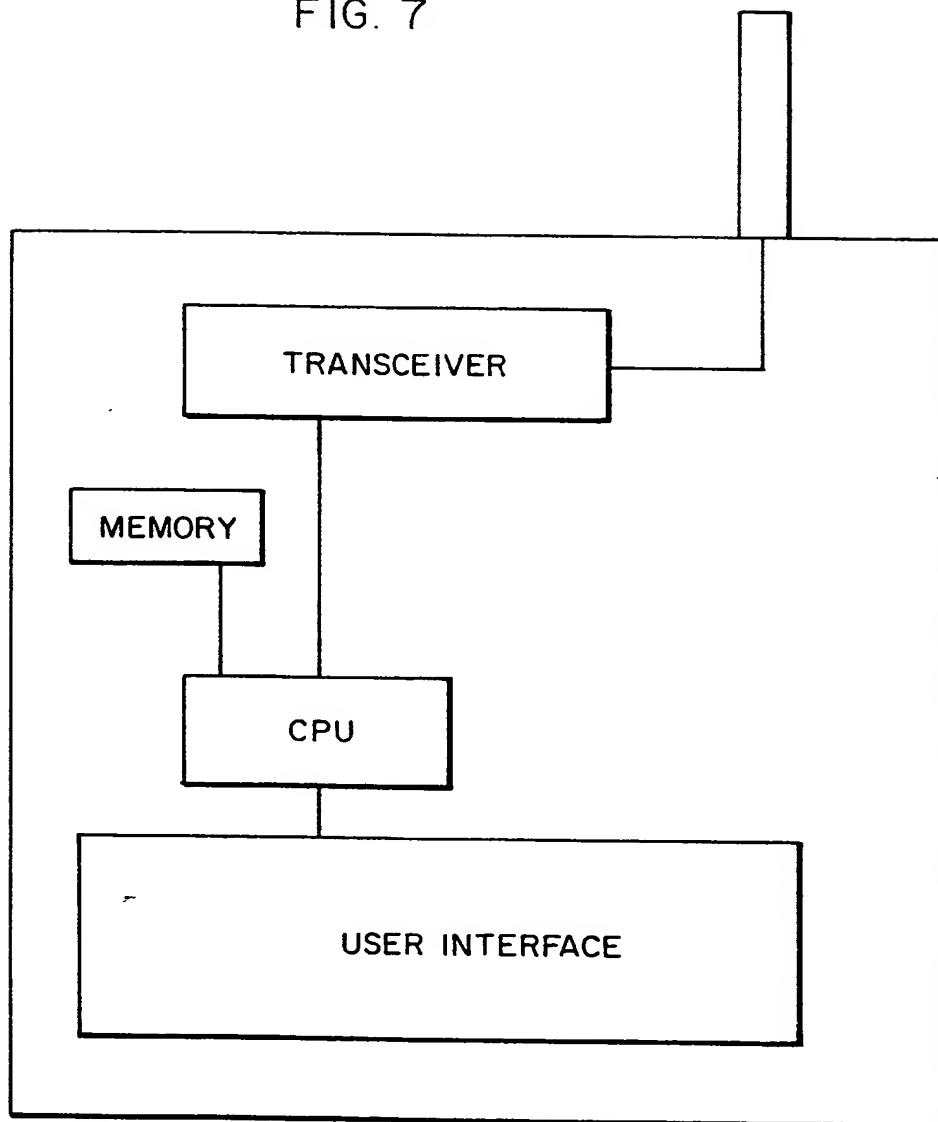 FIG. 7
TRANSCEIVER
MEMORY
CPU
USER INTERFACE